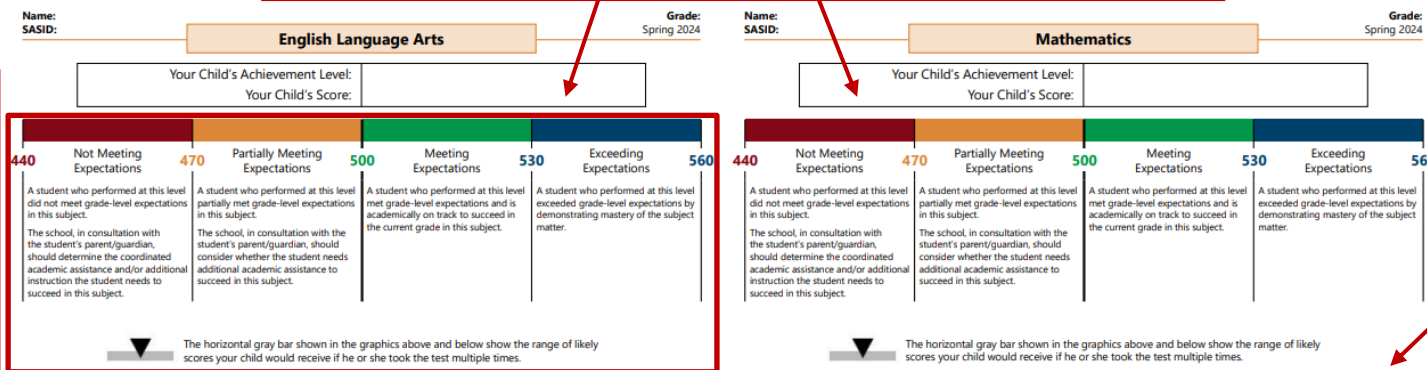 Name:
SASID:
Grade:
Spring 2024
English Language Arts
Your Child's Achievement Level:
Your Child's Score:
440
Not Meeting
Expectations
470
Partially Meeting
Expectations
500
Meeting
Expectations
530
Exceeding
Expectations
560
A student who performed at this level
did not meet grade-level expectations
in this subject.
The school, in consultation with
the student's parent/guardian,
should determine the coordinated
academic assistance and/or additional
instruction the student needs to
succeed in this subject.
A student who performed at this level
partially met grade-level expectations
in this subject.
The school, in consultation with the
student's parent/guardian, should
consider whether the student needs
additional academic assistance to
succeed in this subject.
A student who performed at this level
met grade-level expectations and is
academically on track to succeed in
the current grade in this subject.
A student who performed at this level
exceeded grade-level expectations by
demonstrating mastery of the subject
matter.
The horizontal gray bar shown in the graphics above and below show the range of likely
scores your child would receive if he or she took the test multiple times.
Name:
SASID:
Grade:
Spring 2024
Mathematics
Your Child's Achievement Level:
Your Child's Score:
440
Not Meeting
Expectations
470
Partially Meeting
Expectations
500
Meeting
Expectations
530
Exceeding
Expectations
56
A student who performed at this level
did not meet grade-level expectations
in this subject.
The school, in consultation with
the student's parent/guardian,
should determine the coordinated
academic assistance and/or additional
instruction the student needs to
succeed in this subject.
A student who performed at this level
partially met grade-level expectations
in this subject.
The school, in consultation with the
student's parent/guardian, should
consider whether the student needs
additional academic assistance to
succeed in this subject.
A student who performed at this level
met grade-level expectations and is
academically on track to succeed in
the current grade in this subject.
A student who performed at this level
exceeded grade-level expectations by
demonstrating mastery of the subject
matter.
The horizontal gray bar shown in the graphics above and below show the range of likely
scores your child would receive if he or she took the test multiple times.